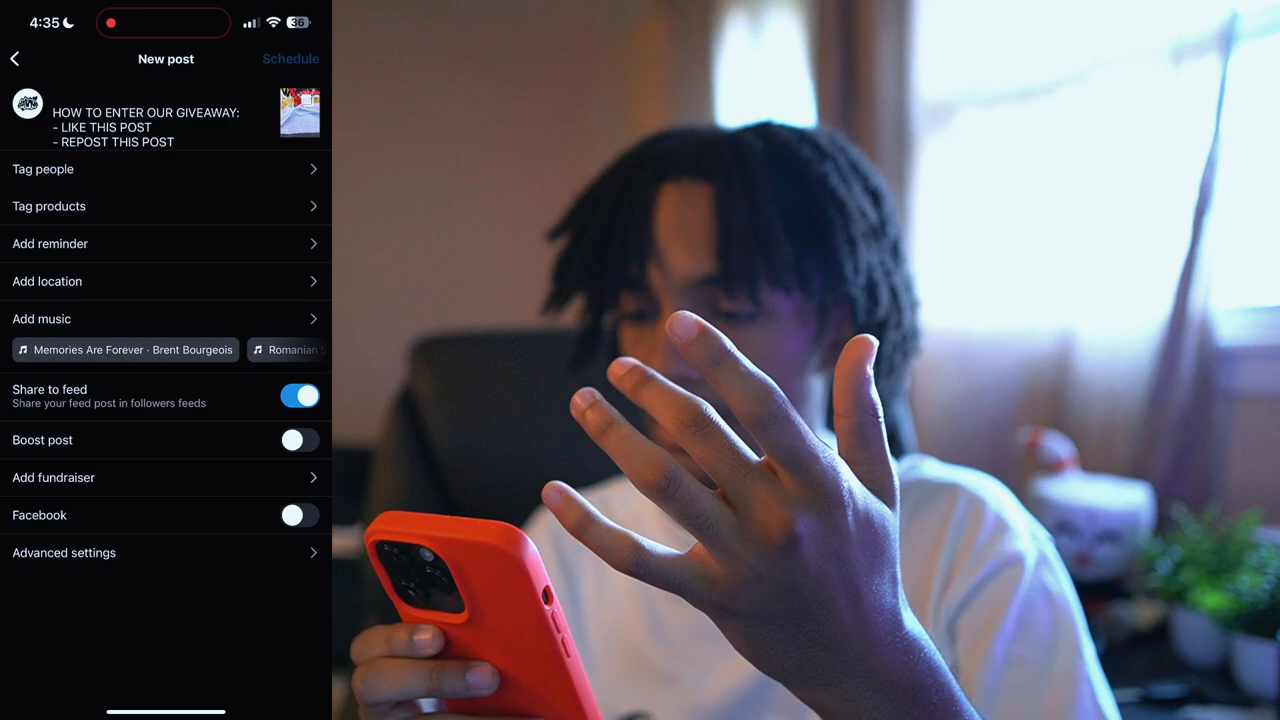 4:35
36
New post
Schedule
HOW TO ENTER OUR GIVEAWAY:
- LIKE THIS POST
- REPOST THIS POST
Tag people
Tag products
Add reminder
Add location
Add music
Memories Are Forever · Brent Bourgeois
Romanian
Share to feed
Share your feed post in followers feeds
Boost post
Add fundraiser
Facebook
Advanced settings